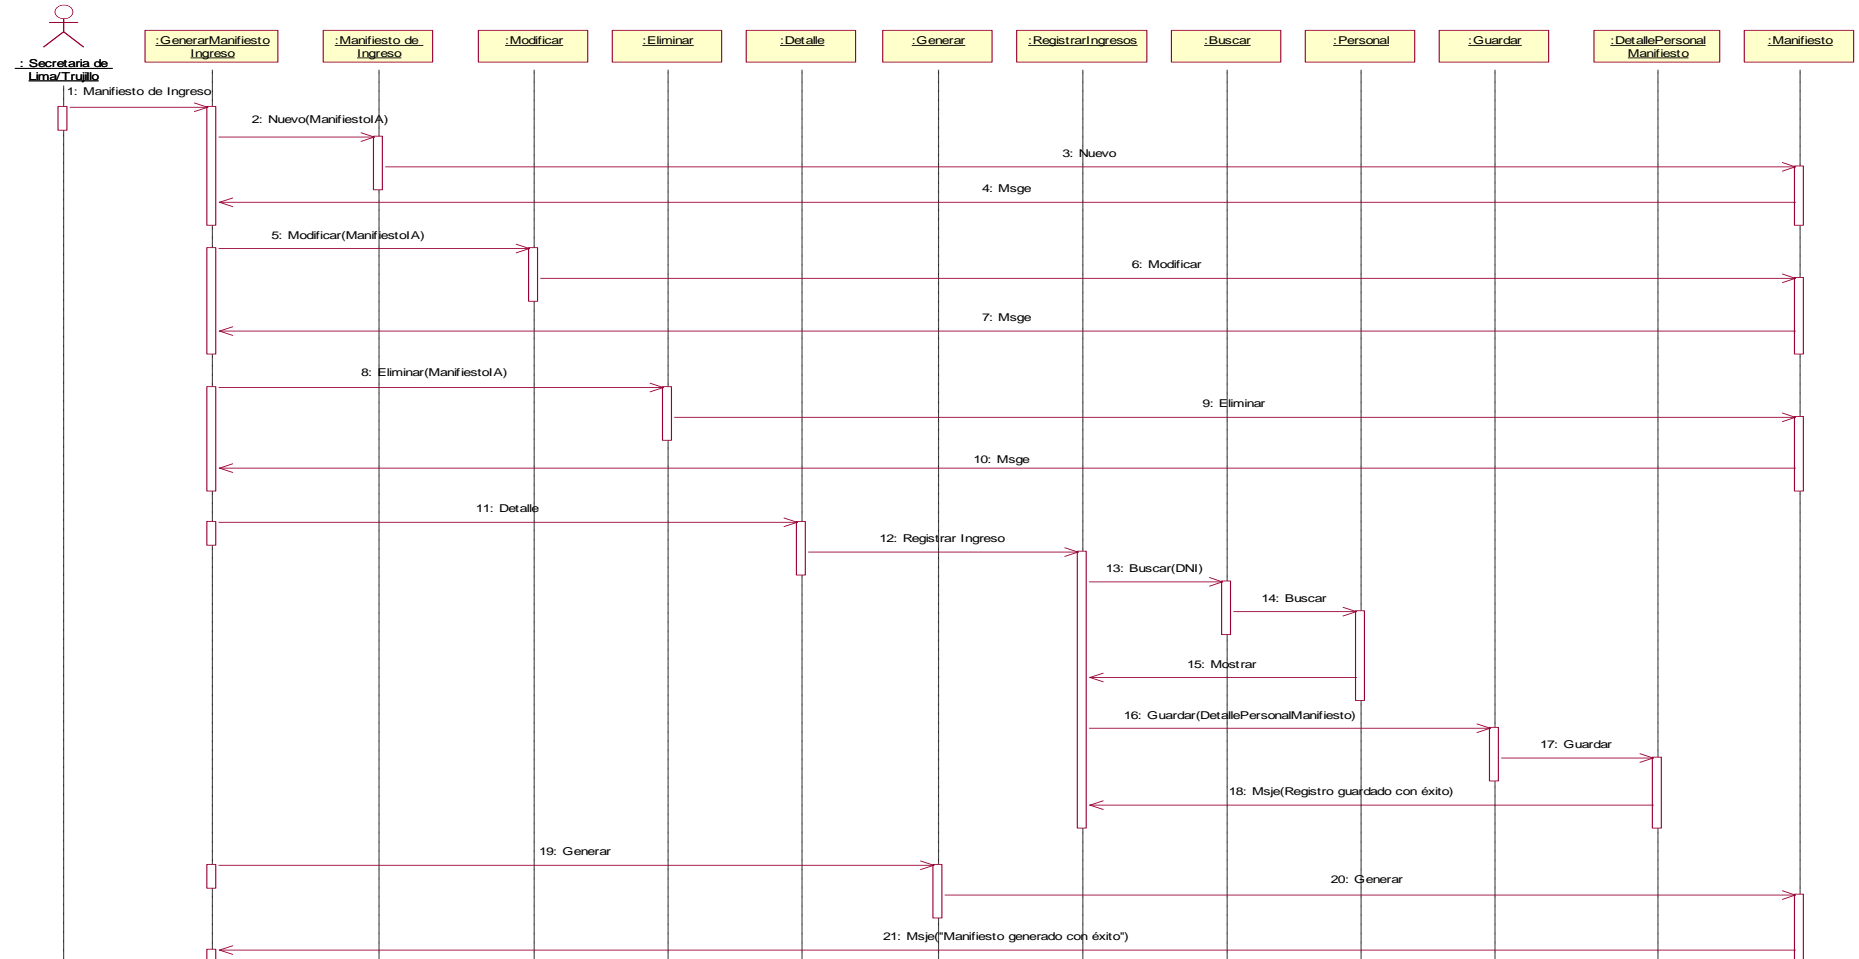 : Secretaria de
Lima/Trujillo
:GenerarManifiesto
Ingreso
:Manifiesto de
Ingreso
:Modificar
:Eliminar
:Detalle
:Generar
:RegistrarIngresos
:Buscar
:Personal
:Guardar
:DetallePersonal
Manifiesto
:Manifiesto
1: Manifiesto de Ingreso
2: Nuevo(ManifiestoIA)
3: Nuevo
4: Msge
5: Modificar(ManifiestoIA)
6: Modificar
7: Msge
8: Eliminar(ManifiestoIA)
9: Eliminar
10: Msge
11: Detalle
12: Registrar Ingreso
13: Buscar(DNI)
14: Buscar
15: Mostrar
16: Guardar(DetallePersonalManifiesto)
17: Guardar
18: Msje(Registro guardado con éxito)
19: Generar
20: Generar
21: Msje("Manifiesto generado con éxito")